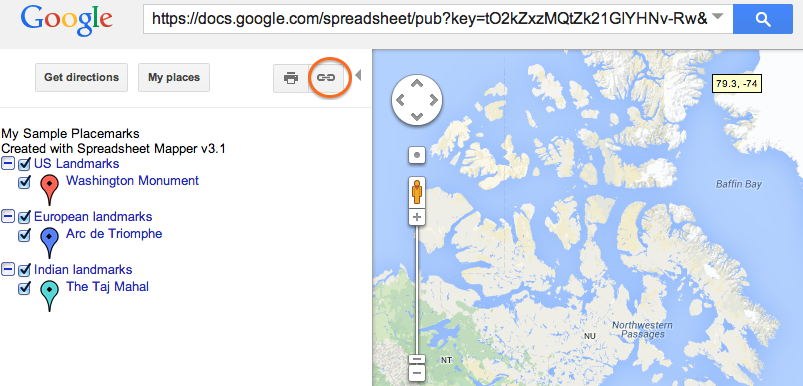 Google
https://docs.google.com/spreadsheet/pub?key=tO2kZxzMQtZk21GlYHNv-Rw&
Get directions
My places
79.3, -74
My Sample Placemarks
Created with Spreadsheet Mapper v3.1
US Landmarks
Washington Monument
European landmarks
Arc de Triomphe
Indian landmarks
The Taj Mahal
Baffin Bay
Northwestern
Passages
NU
NT